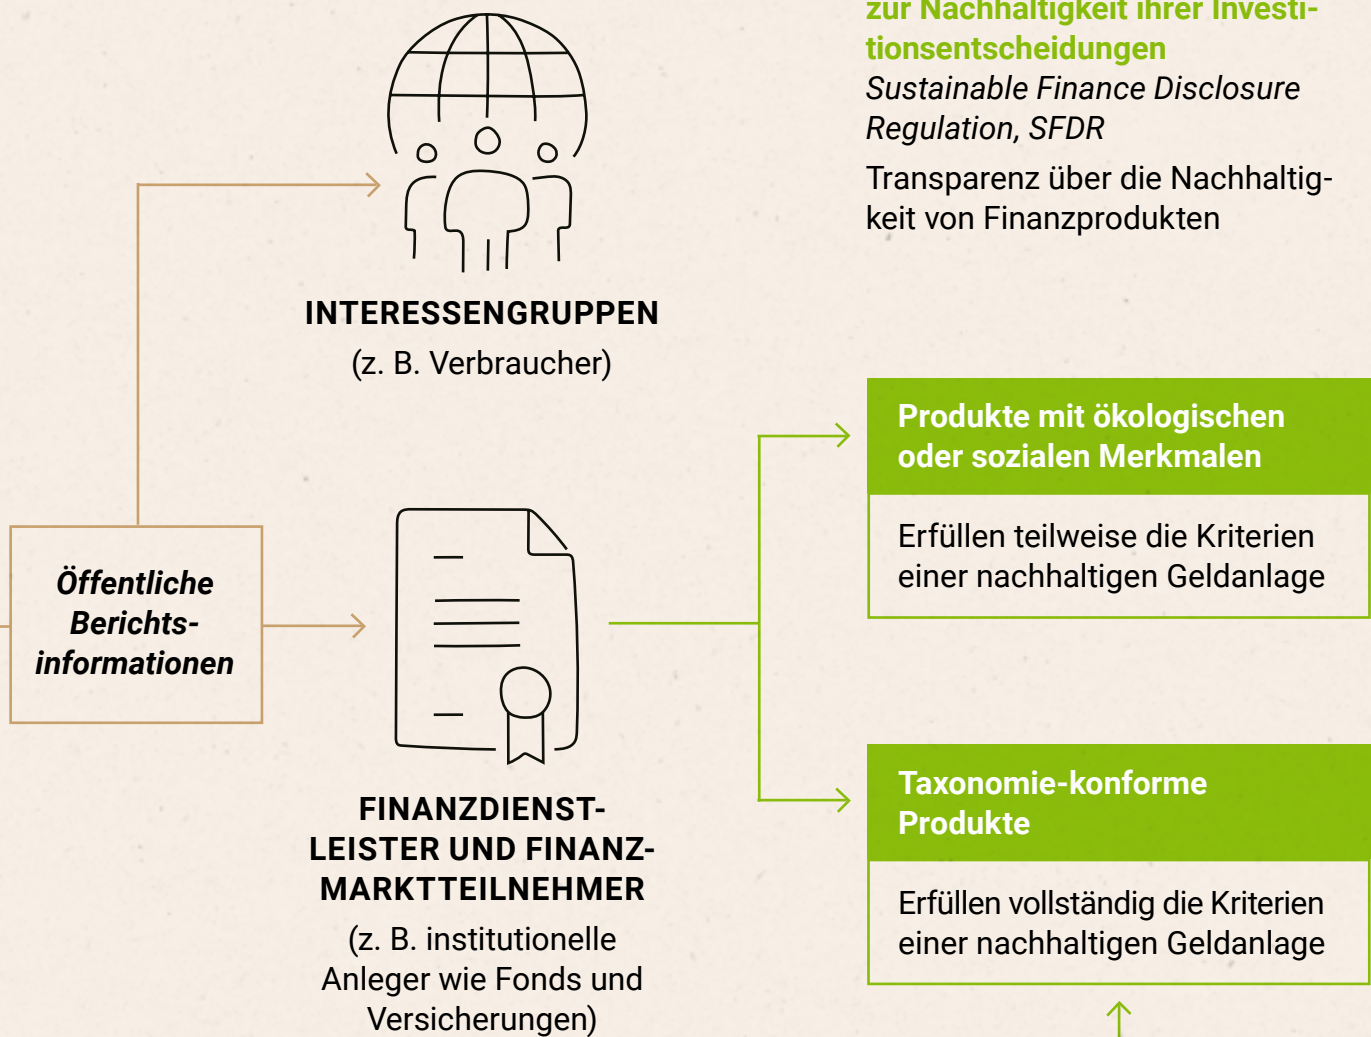 zur Nachhaltigkeit ihrer Investi-
tionsentscheidungen
Sustainable Finance Disclosure
Regulation, SFDR
Transparenz über die Nachhaltig-
keit von Finanzprodukten
INTERESSENGRUPPEN
(z. B. Verbraucher)
Öffentliche
Berichts-
informationen
FINANZDIENST-
LEISTER UND FINANZ-
MARKTTEILNEHMER
(z. B. institutionelle
Anleger wie Fonds und
Versicherungen)
Produkte mit ökologischen
oder sozialen Merkmalen
Erfüllen teilweise die Kriterien
einer nachhaltigen Geldanlage
Taxonomie-konforme
Produkte
Erfüllen vollständig die Kriterien
einer nachhaltigen Geldanlage